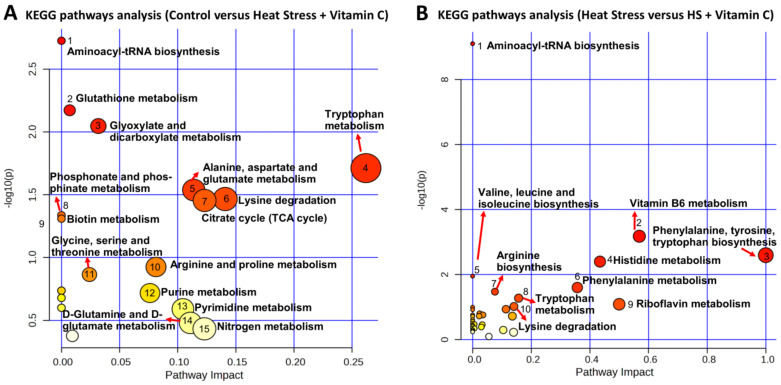 A
KEGG pathways analysis (Control versus Heat Stress + Vitamin C)
1
Aminoacyl-tRNA biosynthesis
2 Glutathione metabolism
3 Glyoxylate and
dicarboxylate metabolism
Tryptophan
metabolism
4
Alanine, aspartate and
glutamate metabolism
5
6 Lysine degradation
7
Citrate cycle (TCA cycle)
Phosphonate and phos-
phinate metabolism
8
9
Biotin metabolism
Glycine, serine and
threonine metabolism
11
10 Arginine and proline metabolism
12 Purine metabolism
13 Pyrimidine metabolism
D-Glutamine and D-
glutamate metabolism
14
15 Nitrogen metabolism
-log10(p)
2.5
2.0
1.5
1.0
0.5
0.00
0.05
0.10
0.15
0.20
0.25
Pathway Impact
B
KEGG pathways analysis (Heat Stress versus HS + Vitamin C)
1 Aminoacyl-tRNA biosynthesis
Valine, leucine and
isoleucine biosynthesis
5
Vitamin B6 metabolism
2
Phenylalanine, tyrosine,
tryptophan biosynthesis
3
4 Histidine metabolism
Arginine
biosynthesis
7
6 Phenylalanine metabolism
8
Tryptophan
metabolism
9 Riboflavin metabolism
10
Lysine degradation
-log10(p)
8
6
4
2
0
0.0
0.2
0.4
0.6
0.8
1.0
Pathway Impact